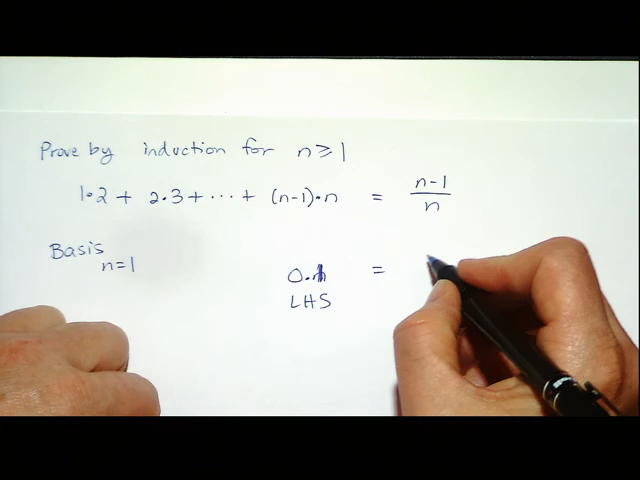 Prove by induction for n ≥ 1
1•2 + 2•3 + ··· + (n-1)•n = n-1/n
Basis
n=1
0•1 =
LHS